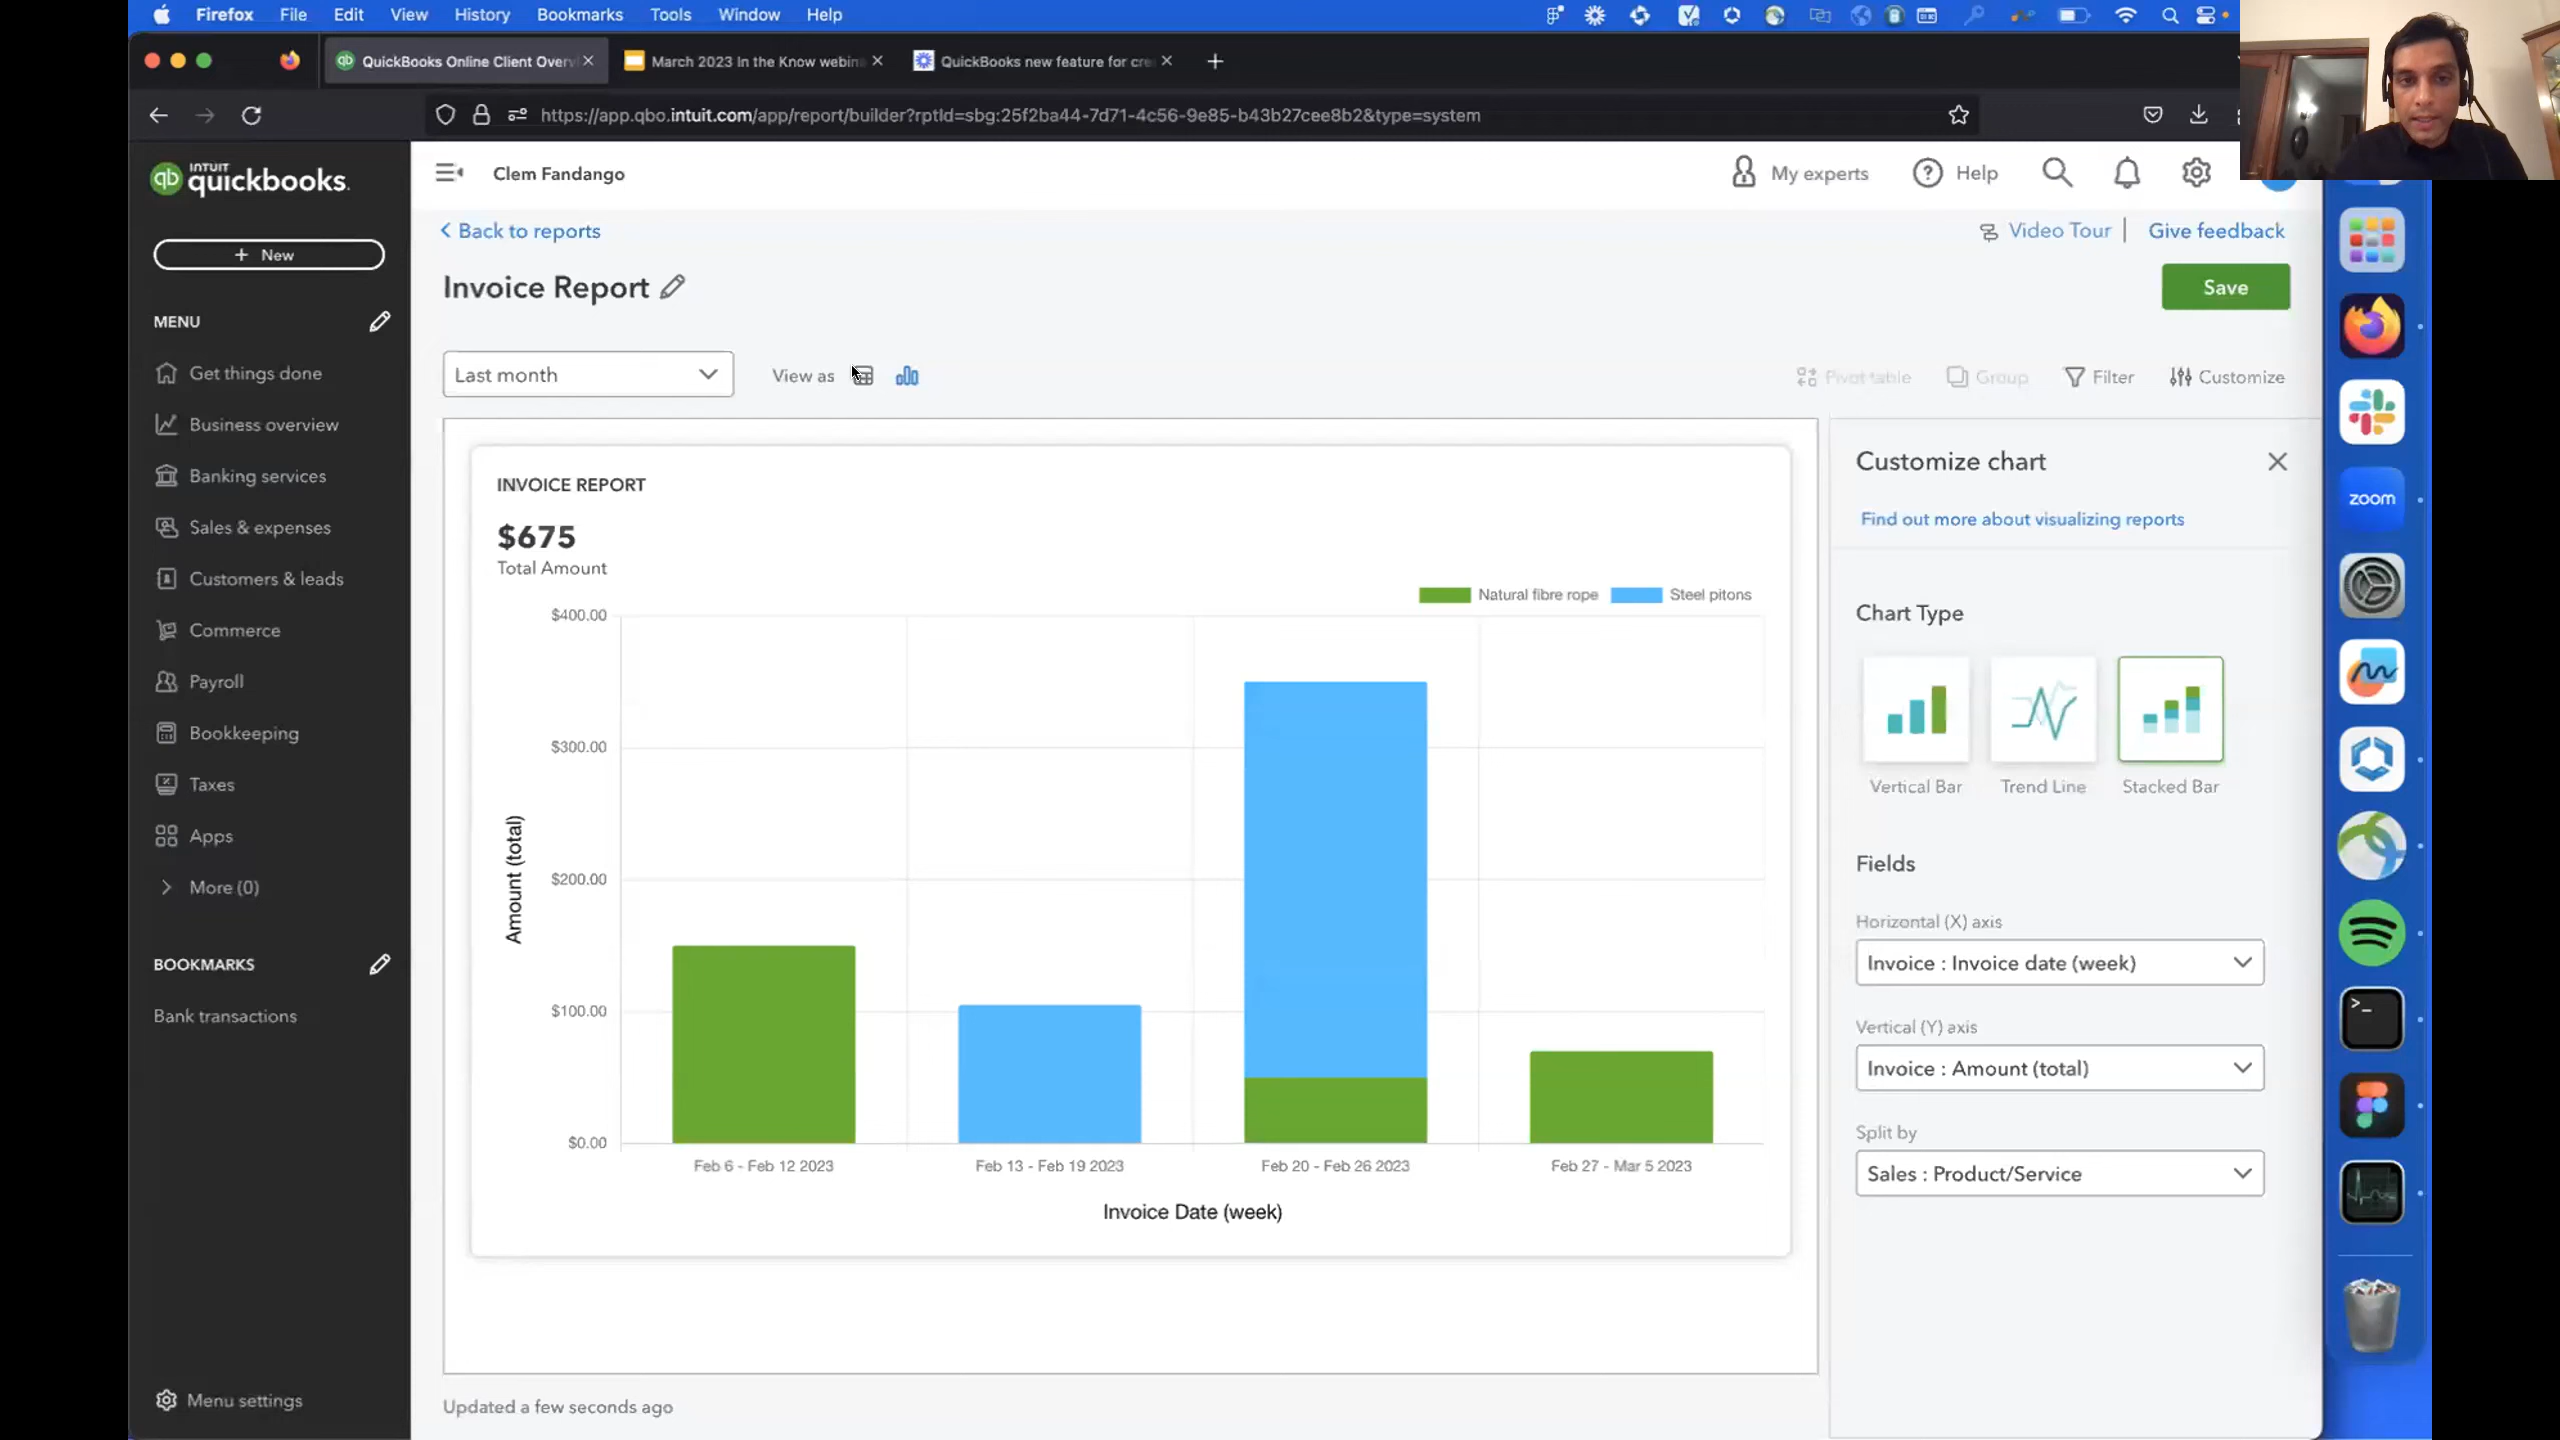 Firefox File Edit View History Bookmarks Tools Window Help
QuickBooks Online Client Over
March 2023 In the Know webin
QuickBooks new feature for cre
https://app.qbo.intuit.com/app/report/builder?rptId=sbg:25f2ba44-7d71-4c56-9e85-b43b27cee8b2&type=system
INTUIT
quickbooks.
Clem Fandango
My experts
Help
+ New
MENU
Get things done
Business overview
Banking services
Sales & expenses
Customers & leads
Commerce
Payroll
Bookkeeping
Taxes
Apps
More (0)
BOOKMARKS
Bank transactions
Menu settings
Back to reports
Video Tour
Give feedback
Invoice Report
Save
Last month
View as
Pivot table
Group
Filter
Customize
INVOICE REPORT
$675
Total Amount
Natural fibre rope
Steel pitons
$400.00
$300.00
$200.00
$100.00
$0.00
Amount (total)
Feb 6 - Feb 12 2023
Feb 13 - Feb 19 2023
Feb 20 - Feb 26 2023
Feb 27 - Mar 5 2023
Invoice Date (week)
Updated a few seconds ago
Customize chart
Find out more about visualizing reports
Chart Type
Vertical Bar
Trend Line
Stacked Bar
Fields
Horizontal (X) axis
Invoice : Invoice date (week)
Vertical (Y) axis
Invoice : Amount (total)
Split by
Sales : Product/Service
zoom